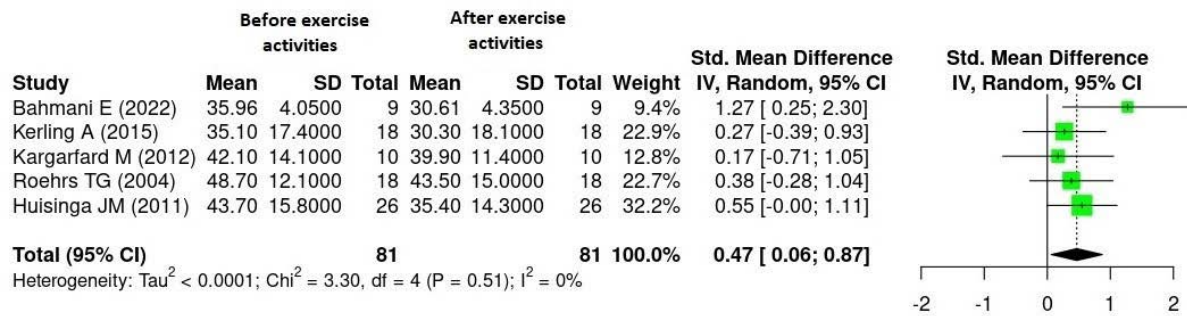 Before exercise activities After exercise activities
Std. Mean Difference Std. Mean Difference
Study Mean SD Total Mean SD Total Weight IV, Random, 95% CI IV, Random, 95% CI
Bahmani E (2022) 35.96 4.0500 9 30.61 4.3500 9 9.4% 1.27 [ 0.25; 2.30]
Kerling A (2015) 35.10 17.4000 18 30.30 18.1000 18 22.9% 0.27 [-0.39; 0.93]
Kargarfard M (2012) 42.10 14.1000 10 39.90 11.4000 10 12.8% 0.17 [-0.71; 1.05]
Roehrs TG (2004) 48.70 12.1000 18 43.50 15.0000 18 22.7% 0.38 [-0.28; 1.04]
Huisinga JM (2011) 43.70 15.8000 26 35.40 14.3000 26 32.2% 0.55 [-0.00; 1.11]
Total (95% CI) 81 81 100.0% 0.47 [ 0.06; 0.87]
Heterogeneity: Tau² < 0.0001; Chi² = 3.30, df = 4 (P = 0.51); I² = 0%
-2 -1 0 1 2